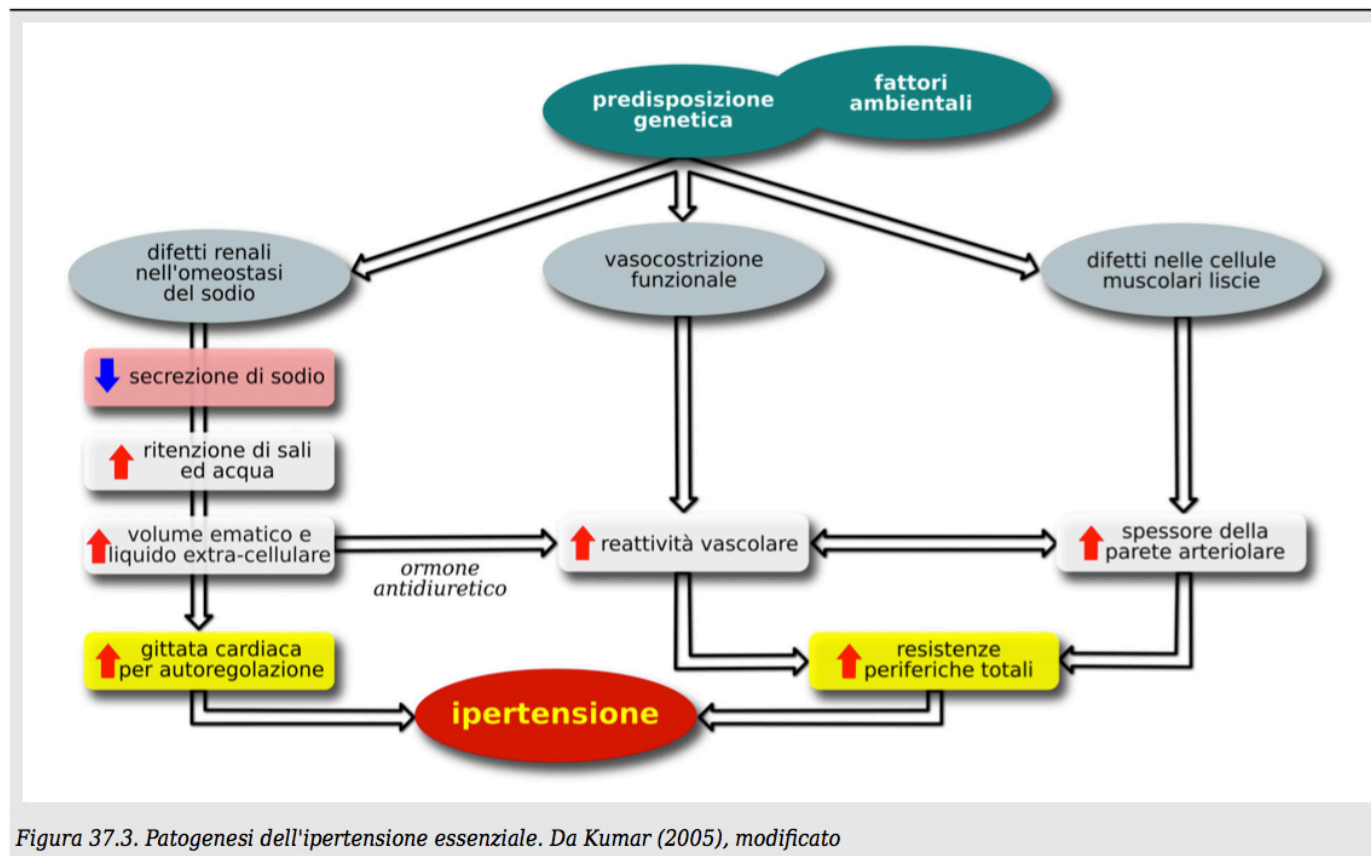 predisposizione
genetica
fattori
ambientali
difetti renali
nell'omeostasi
del sodio
vasocostrizione
funzionale
difetti nelle cellule
muscolari liscie
secrezione di sodio
ritenzione di sali
ed acqua
volume ematico e
liquido extra-cellulare
ormone
antidiuretico
reattività vascolare
spessore della
parete arteriolare
gittata cardiaca
per autoregolazione
resistenze
periferiche totali
ipertensione
Figura 37.3. Patogenesi dell'ipertensione essenziale. Da Kumar (2005), modificato